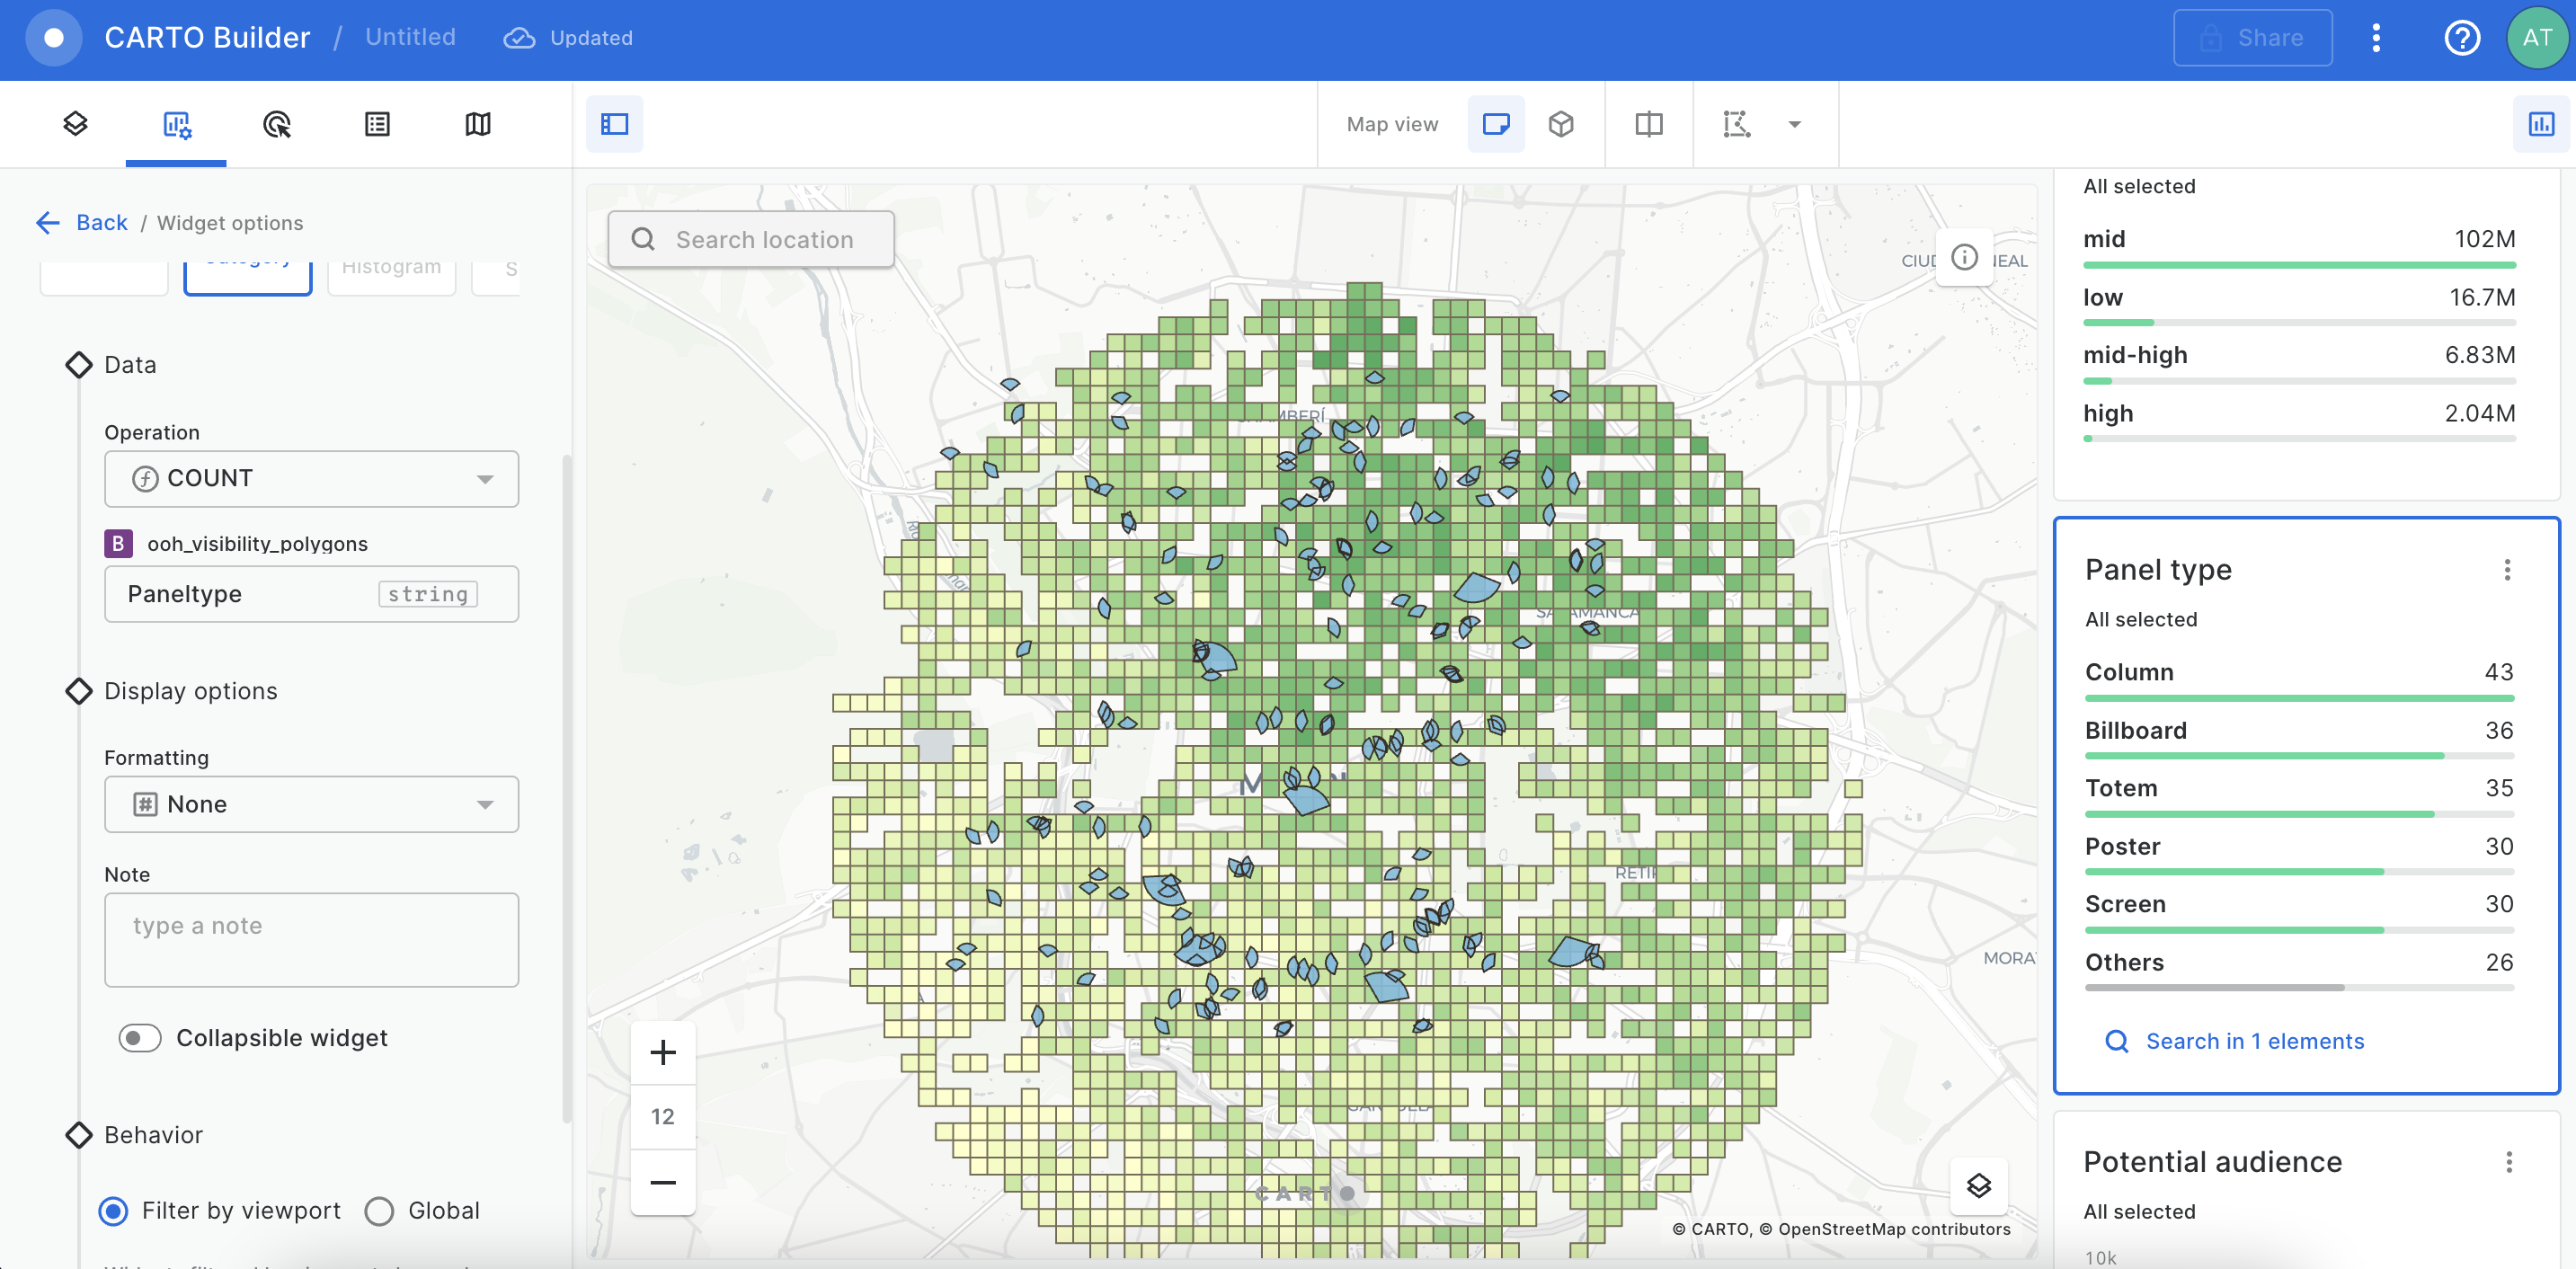 CARTO Builder / Untitled Updated
Share
AT
Map view
Back / Widget options
Category
Histogram
S
Data
Operation
COUNT
B ooh_visibility_polygons
Paneltype string
Display options
Formatting
None
Note
type a note
Collapsible widget
Behavior
Filter by viewport
Global
Search location
SALAMANCA
MORA
12
CARTO
© CARTO, © OpenStreetMap contributors
All selected
mid 102M
low 16.7M
mid-high 6.83M
high 2.04M
Panel type
All selected
Column 43
Billboard 36
Totem 35
Poster 30
Screen 30
Others 26
Search in 1 elements
Potential audience
All selected
10k